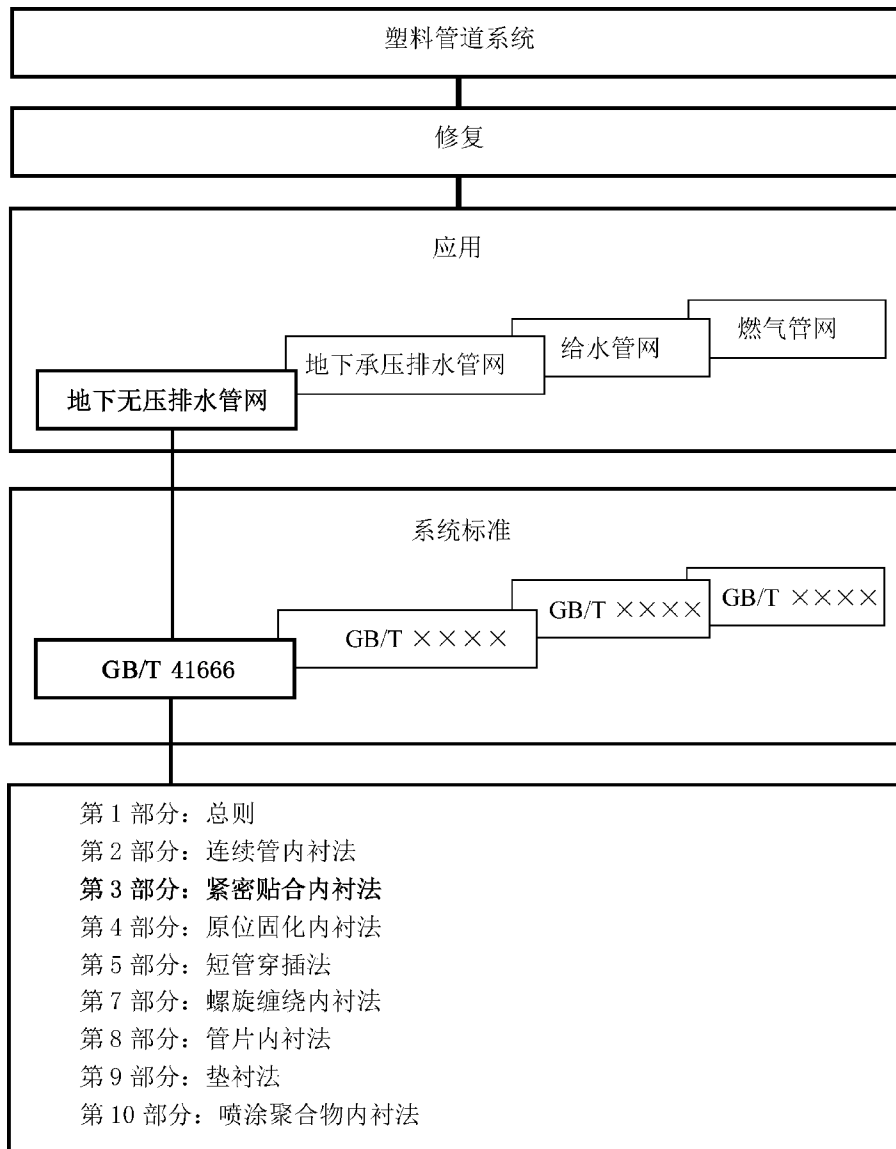 塑料管道系统
修复
应用
燃气管网
给水管网
地下承压排水管网
地下无压排水管网
系统标准
GB/T ××××
GB/T ××××
GB/T ××××
GB/T 41666
第 1 部分：总则
第 2 部分：连续管内衬法
第 3 部分：紧密贴合内衬法
第 4 部分：原位固化内衬法
第 5 部分：短管穿插法
第 7 部分：螺旋缠绕内衬法
第 8 部分：管片内衬法
第 9 部分：垫衬法
第 10 部分：喷涂聚合物内衬法